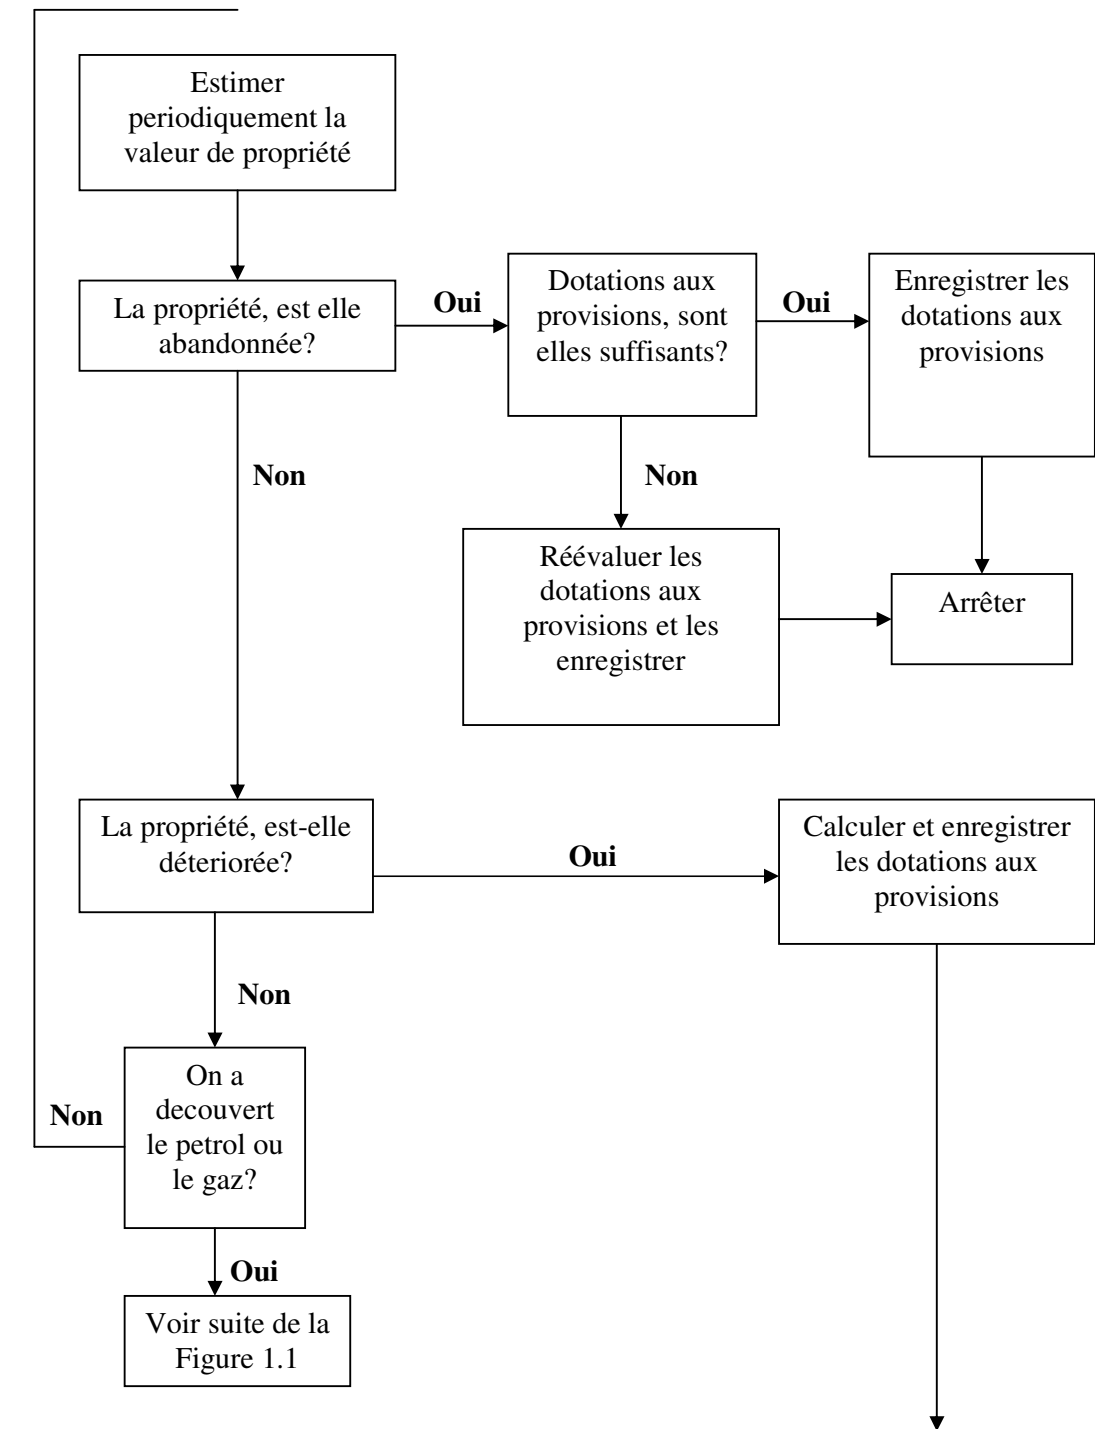 Estimer
periodiquement la
valeur de propriété
La propriété, est elle
abandonnée?
Oui
Dotations aux
provisions, sont
elles suffisants?
Oui
Enregistrer les
dotations aux
provisions
Non
Non
Réévaluer les
dotations aux
provisions et les
enregistrer
Arrêter
La propriété, est-elle
déteriorée?
Oui
Calculer et enregistrer
les dotations aux
provisions
Non
On a
decouvert
le petrol ou
le gaz?
Non
Oui
Voir suite de la
Figure 1.1